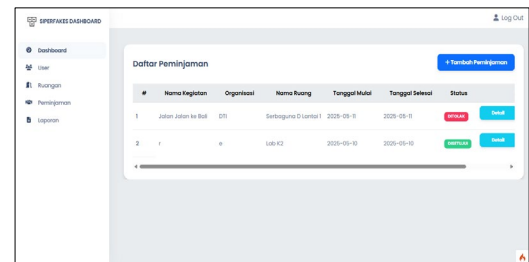 SIPERFAKES DASHBOARD
Log Out
Dashboard
User
Ruangan
Peminjaman
Laporan
Daftar Peminjaman
+ Tambah Peminjaman
# Nama Kegiatan Organisasi Nama Ruang Tanggal Mulai Tanggal Selesai Status
1 Jalan Jalan ke Bali DTI Serbaguna D Lantai 1 2025-05-11 2025-05-11 DITOLAK Detail
2 r e Lab K2 2025-05-10 2025-05-10 DISETUJUI Detail